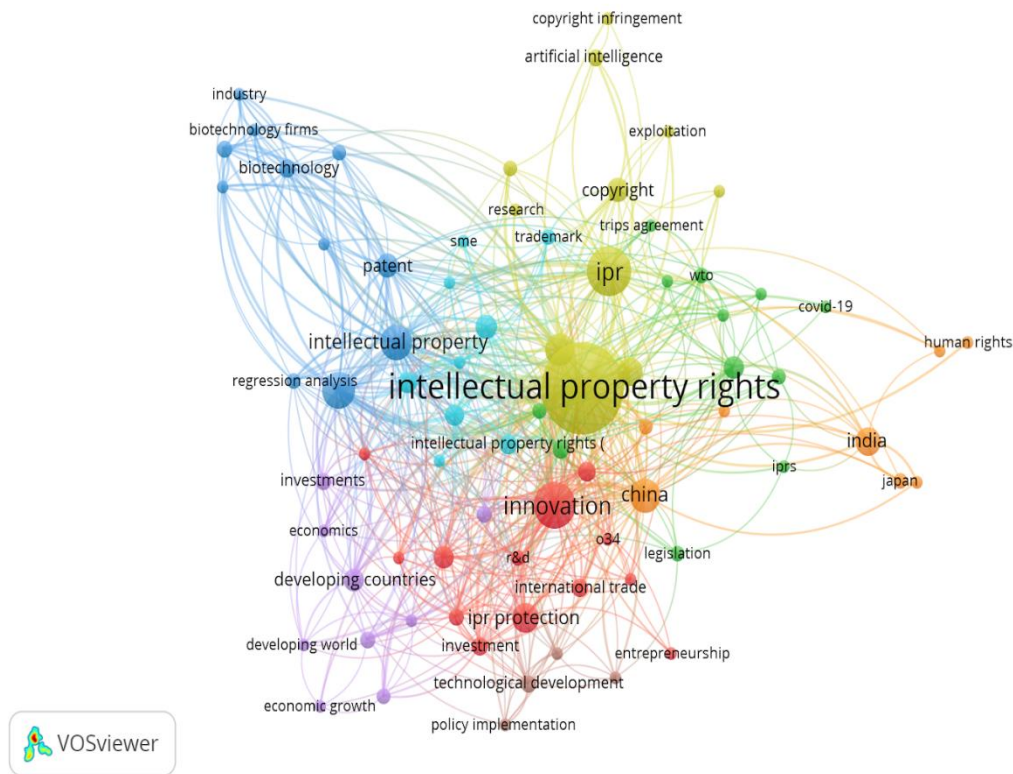 copyright infringement
artificial intelligence
industry
biotechnology firms
exploitation
biotechnology
copyright
research
trips agreement
sme
trademark
patent
ipr
wto
covid-19
intellectual property
human rights
regression analysis
intellectual property rights
intellectual property rights (
india
iprs
investments
japan
china
innovation
economics
o34
r&d
legislation
developing countries
international trade
ipr protection
developing world
investment
entrepreneurship
technological development
economic growth
policy implementation
VOSviewer